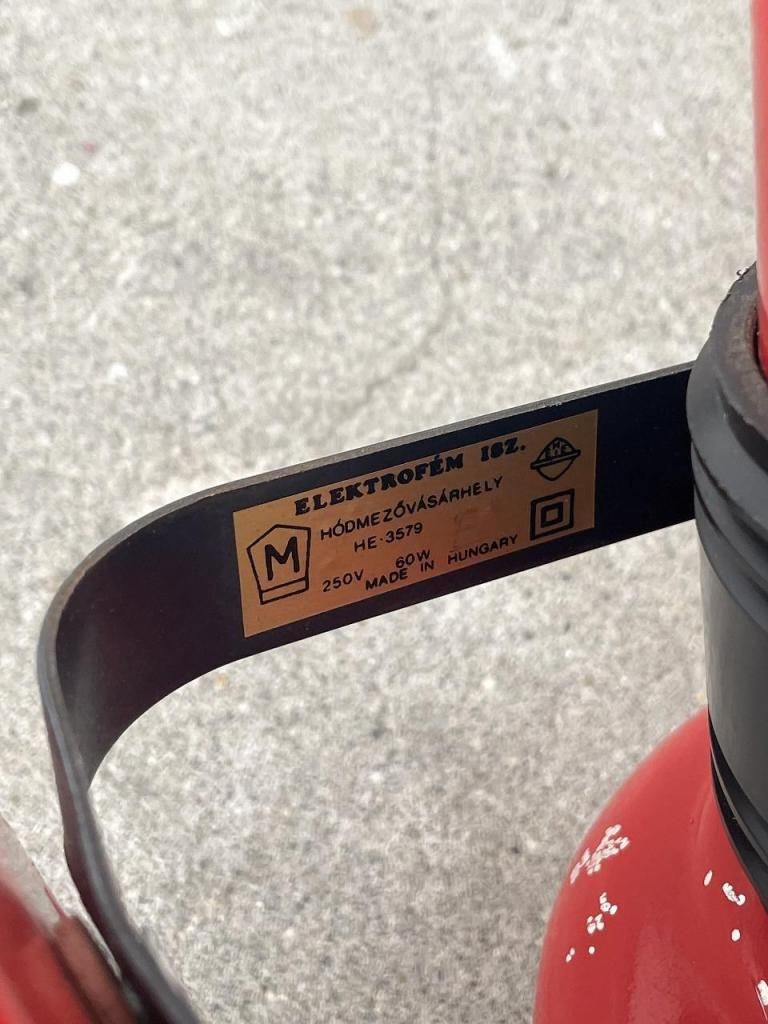 ELEKTROFÉM ISZ.
HÓDMEZŐVÁSÁRHELY
HE-3579
250V 60W
MADE IN HUNGARY
M